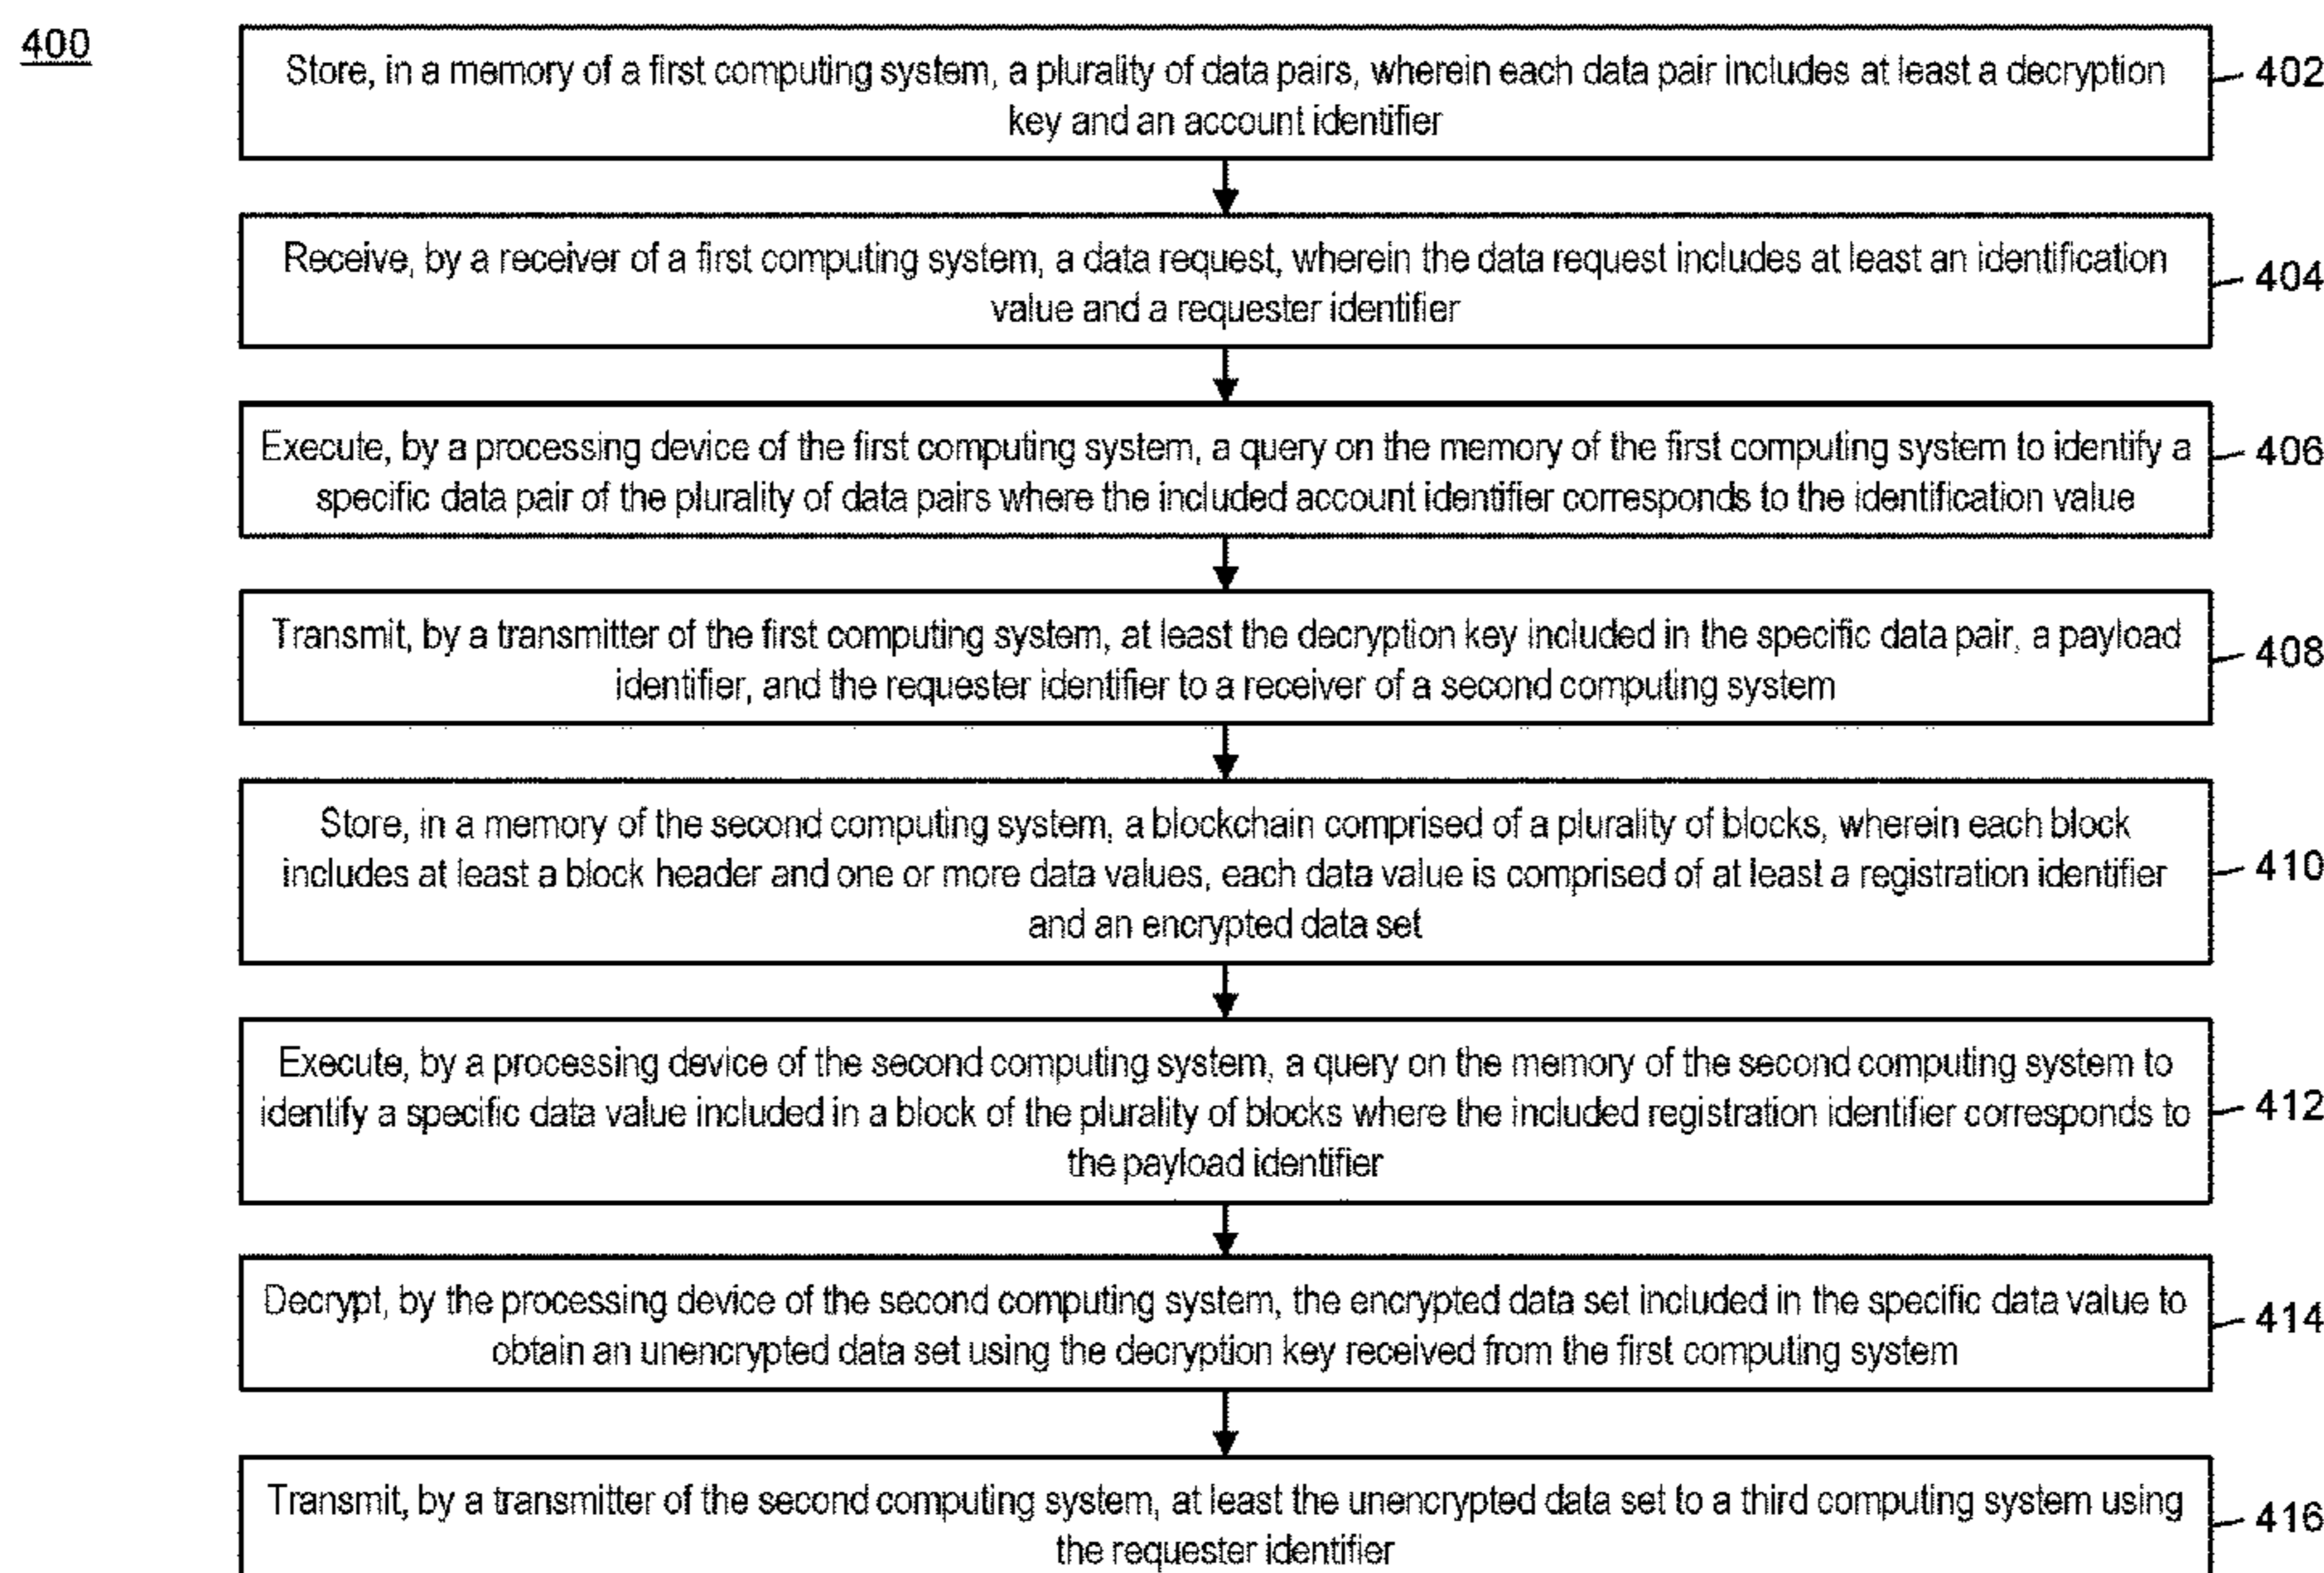 400
Store, in a memory of a first computing system, a plurality of data pairs, wherein each data pair includes at least a decryption
key and an account identifier
402
Receive, by a receiver of a first computing system, a data request, wherein the data request includes at least an identification
value and a requester identifier
404
Execute, by a processing device of the first computing system, a query on the memory of the first computing system to identify a
specific data pair of the plurality of data pairs where the included account identifier corresponds to the identification value
406
Transmit, by a transmitter of the first computing system, at least the decryption key included in the specific data pair, a payload
identifier, and the requester identifier to a receiver of a second computing system
408
Store, in a memory of the second computing system, a blockchain comprised of a plurality of blocks, wherein each block
includes at least a block header and one or more data values, each data value is comprised of at least a registration identifier
and an encrypted data set
410
Execute, by a processing device of the second computing system, a query on the memory of the second computing system to
identify a specific data value included in a block of the plurality of blocks where the included registration identifier corresponds to
the payload identifier
412
Decrypt, by the processing device of the second computing system, the encrypted data set included in the specific data value to
obtain an unencrypted data set using the decryption key received from the first computing system
414
Transmit, by a transmitter of the second computing system, at least the unencrypted data set to a third computing system using
the requester identifier
416